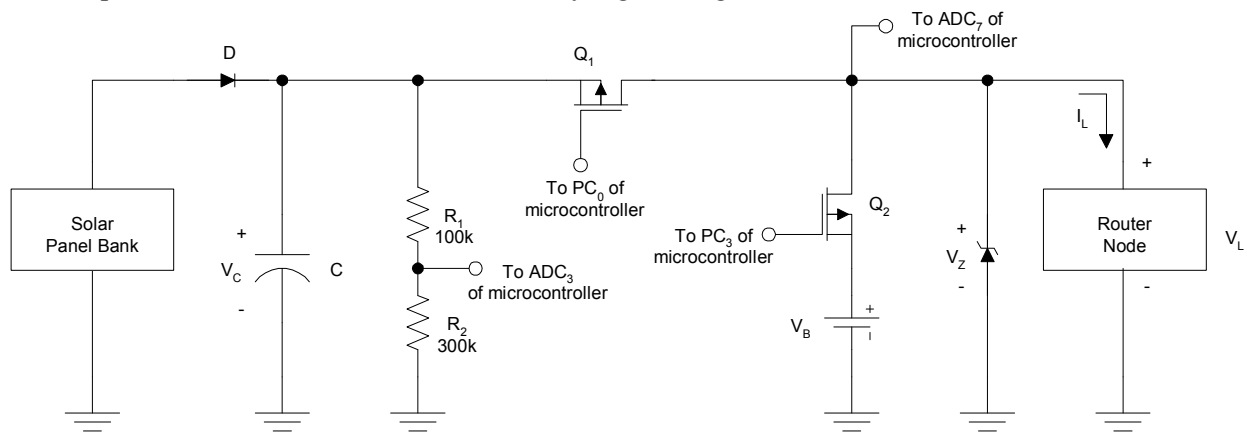 To ADC7 of
microcontroller
D
Q1
IL
To PC0 of
microcontroller
+
Solar
Panel Bank
R1
100k
Q2
Router
Node
+
VC
C
-
To ADC3
of microcontroller
To PC3 of
microcontroller
+
VZ
-
VL
R2
300k
VB
+
-